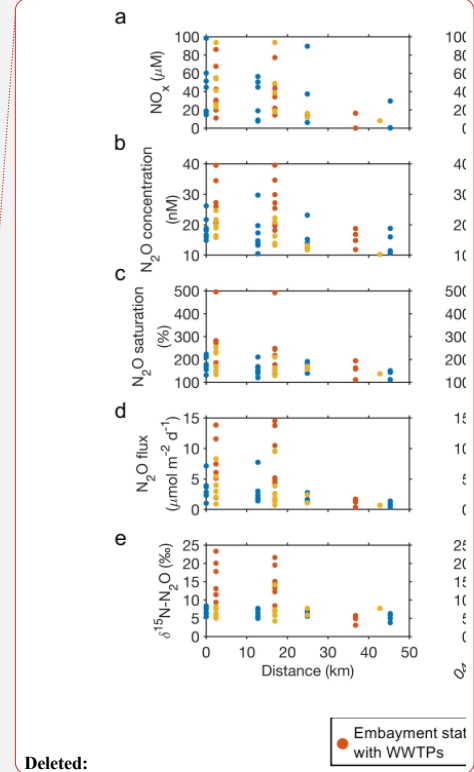 a
100
80
60
40
20
0
NOₓ (μM)
b
40
30
20
10
N₂O concentration
(nM)
c
500
400
300
200
100
N₂O saturation
(%)
d
15
10
5
0
N₂O flux
(μmol m⁻² d⁻¹)
e
25
20
15
10
5
0
δ¹⁵N-N₂O (‰)
0 10 20 30 40 50
Distance (km)
Embayment stat
with WWTPs
Deleted: